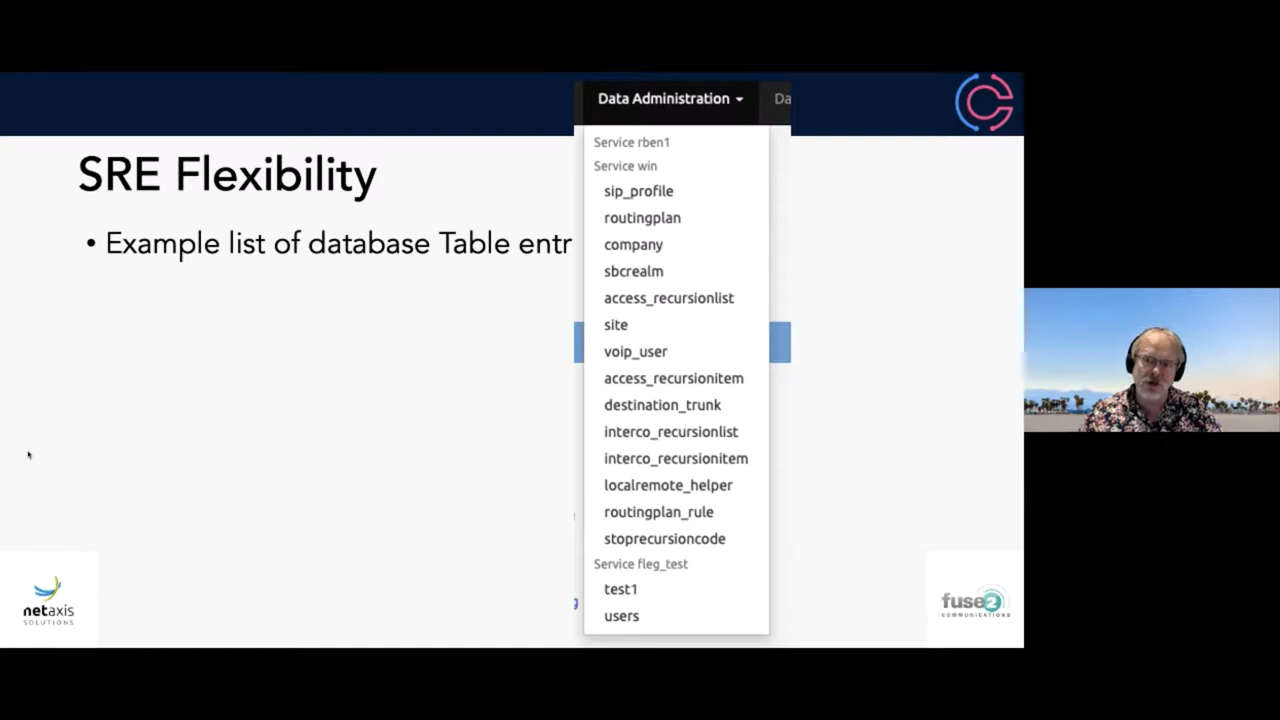 Data Administration
Da
SRE Flexibility
• Example list of database Table entr
Service rben1
Service win
sip_profile
routingplan
company
sbcrealm
access_recursionlist
site
voip_user
access_recursionitem
destination_trunk
interco_recursionlist
interco_recursionitem
localremote_helper
routingplan_rule
stoprecursioncode
Service fleg_test
test1
users
g
netaxis
SOLUTIONS
fuse2
COMMUNICATIONS